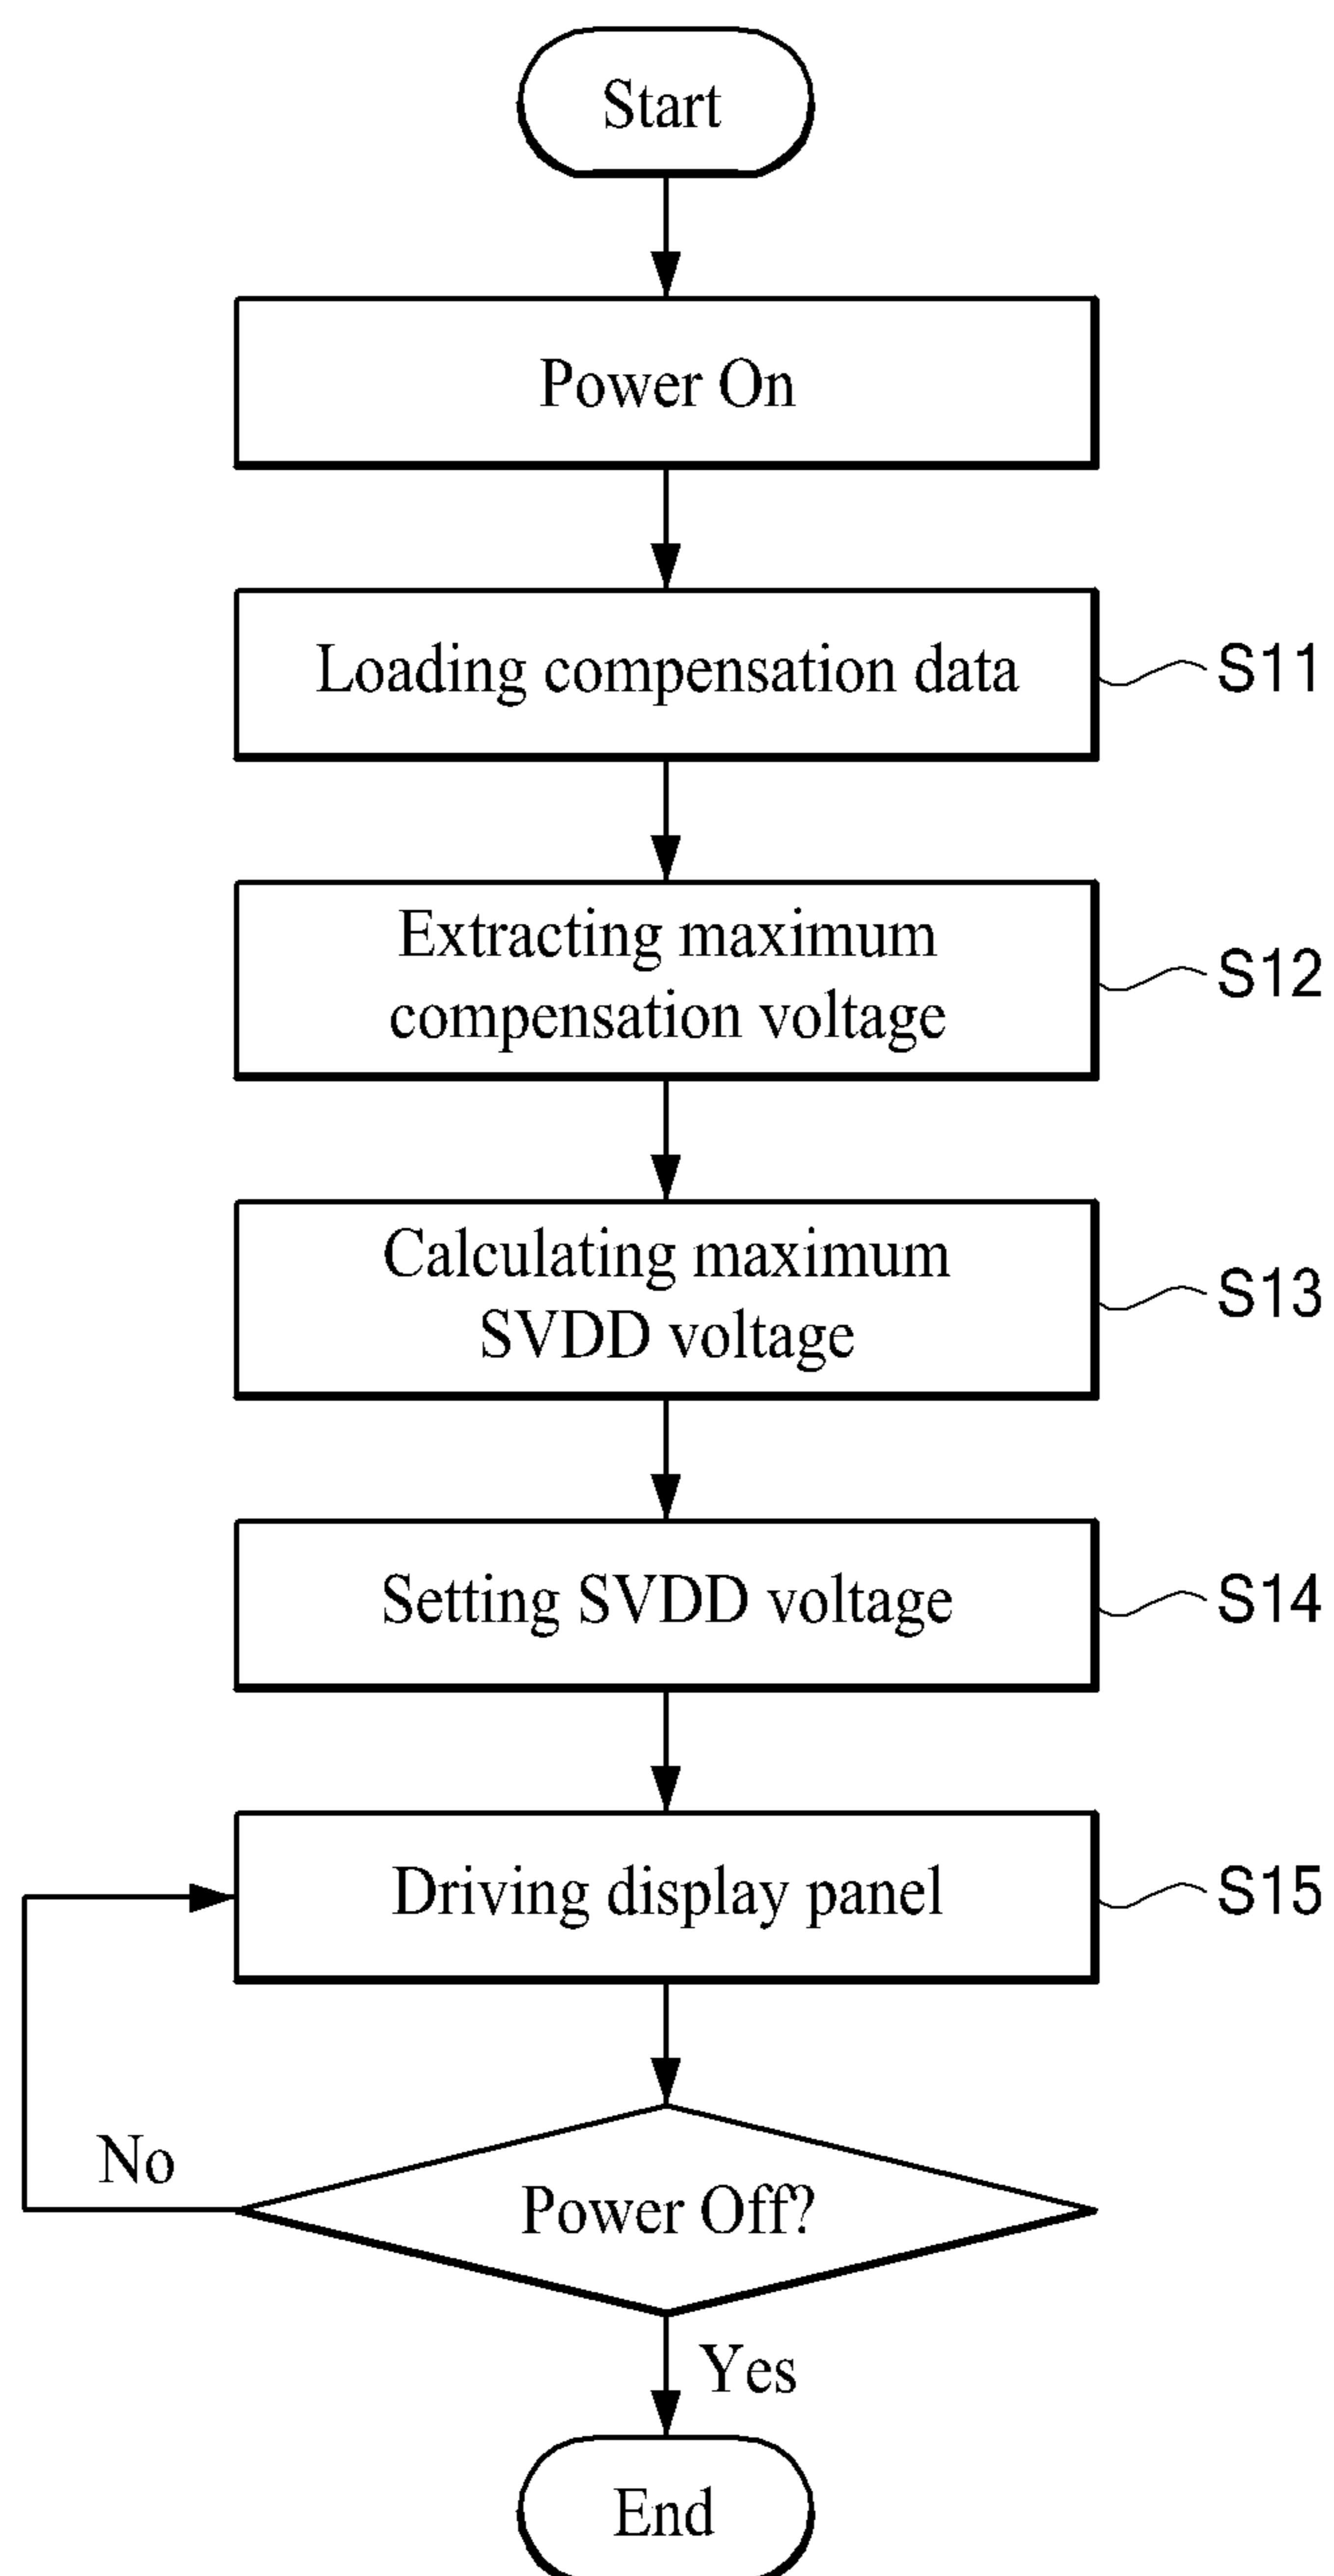 Start
Power On
Loading compensation data
S11
Extracting maximum
compensation voltage
S12
Calculating maximum
SVDD voltage
S13
Setting SVDD voltage
S14
Driving display panel
S15
No
Power Off?
Yes
End